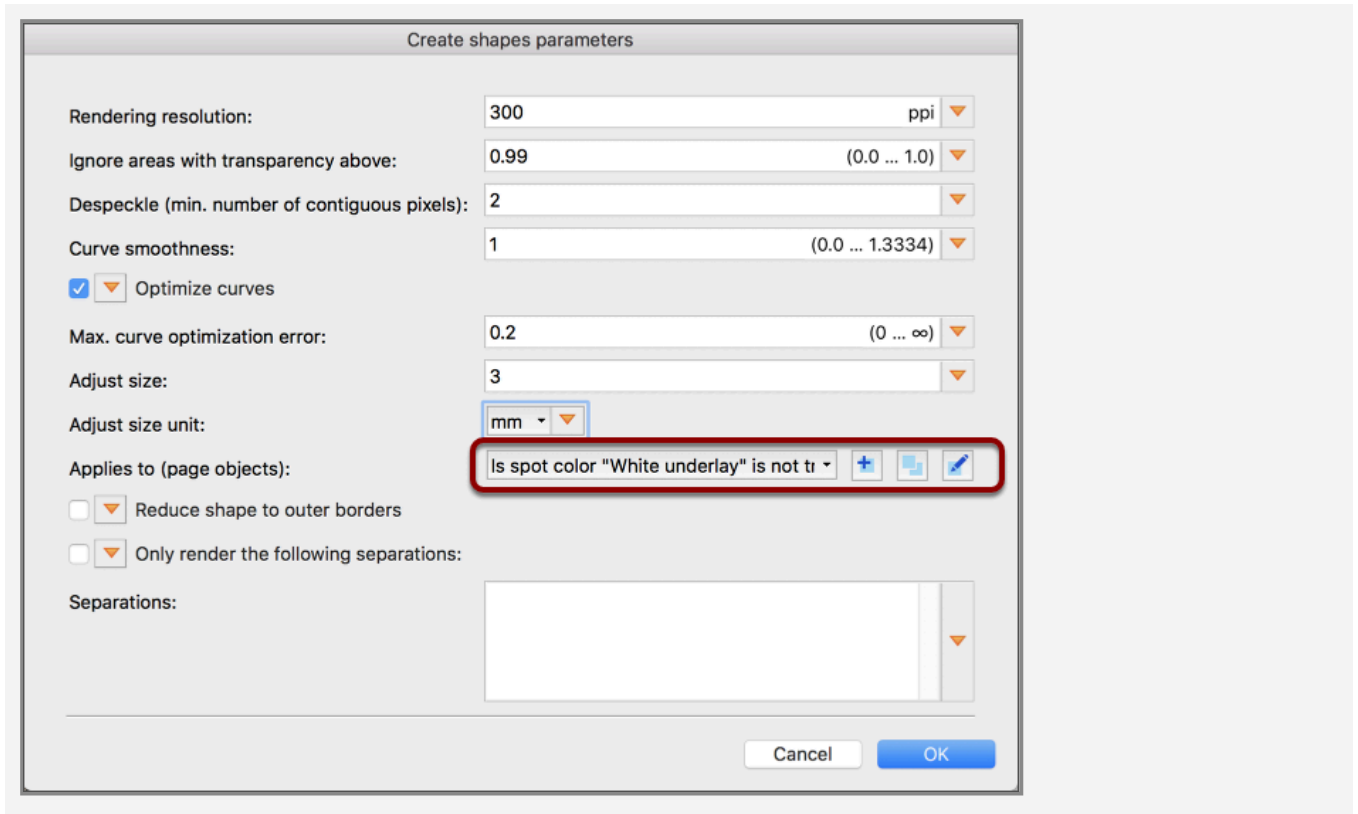 Create shapes parameters
Rendering resolution: 300 ppi
Ignore areas with transparency above: 0.99 (0.0 ... 1.0)
Despeckle (min. number of contiguous pixels): 2
Curve smoothness: 1 (0.0 ... 1.3334)
Optimize curves
Max. curve optimization error: 0.2 (0 ... ∞)
Adjust size: 3
Adjust size unit: mm
Applies to (page objects): Is spot color "White underlay" is not
Reduce shape to outer borders
Only render the following separations:
Separations:
Cancel OK